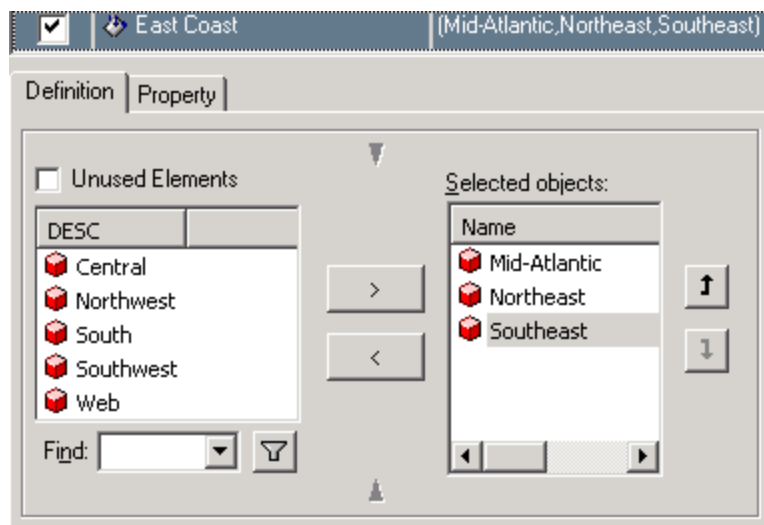 East Coast (Mid-Atlantic,Northeast,Southeast)
Definition Property
Unused Elements
DESC
Central
Northwest
South
Southwest
Web
Find:
>
<
Selected objects:
Name
Mid-Atlantic
Northeast
Southeast